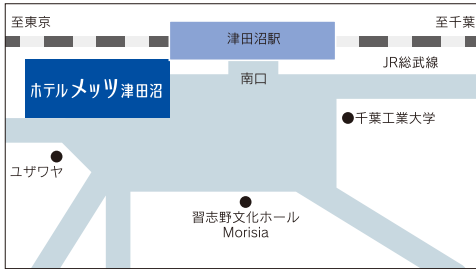 至東京
至千葉
津田沼駅
JR総武線
ホテルメッツ津田沼
南口
千葉工業大学
ユザワヤ
習志野文化ホール
Morisia